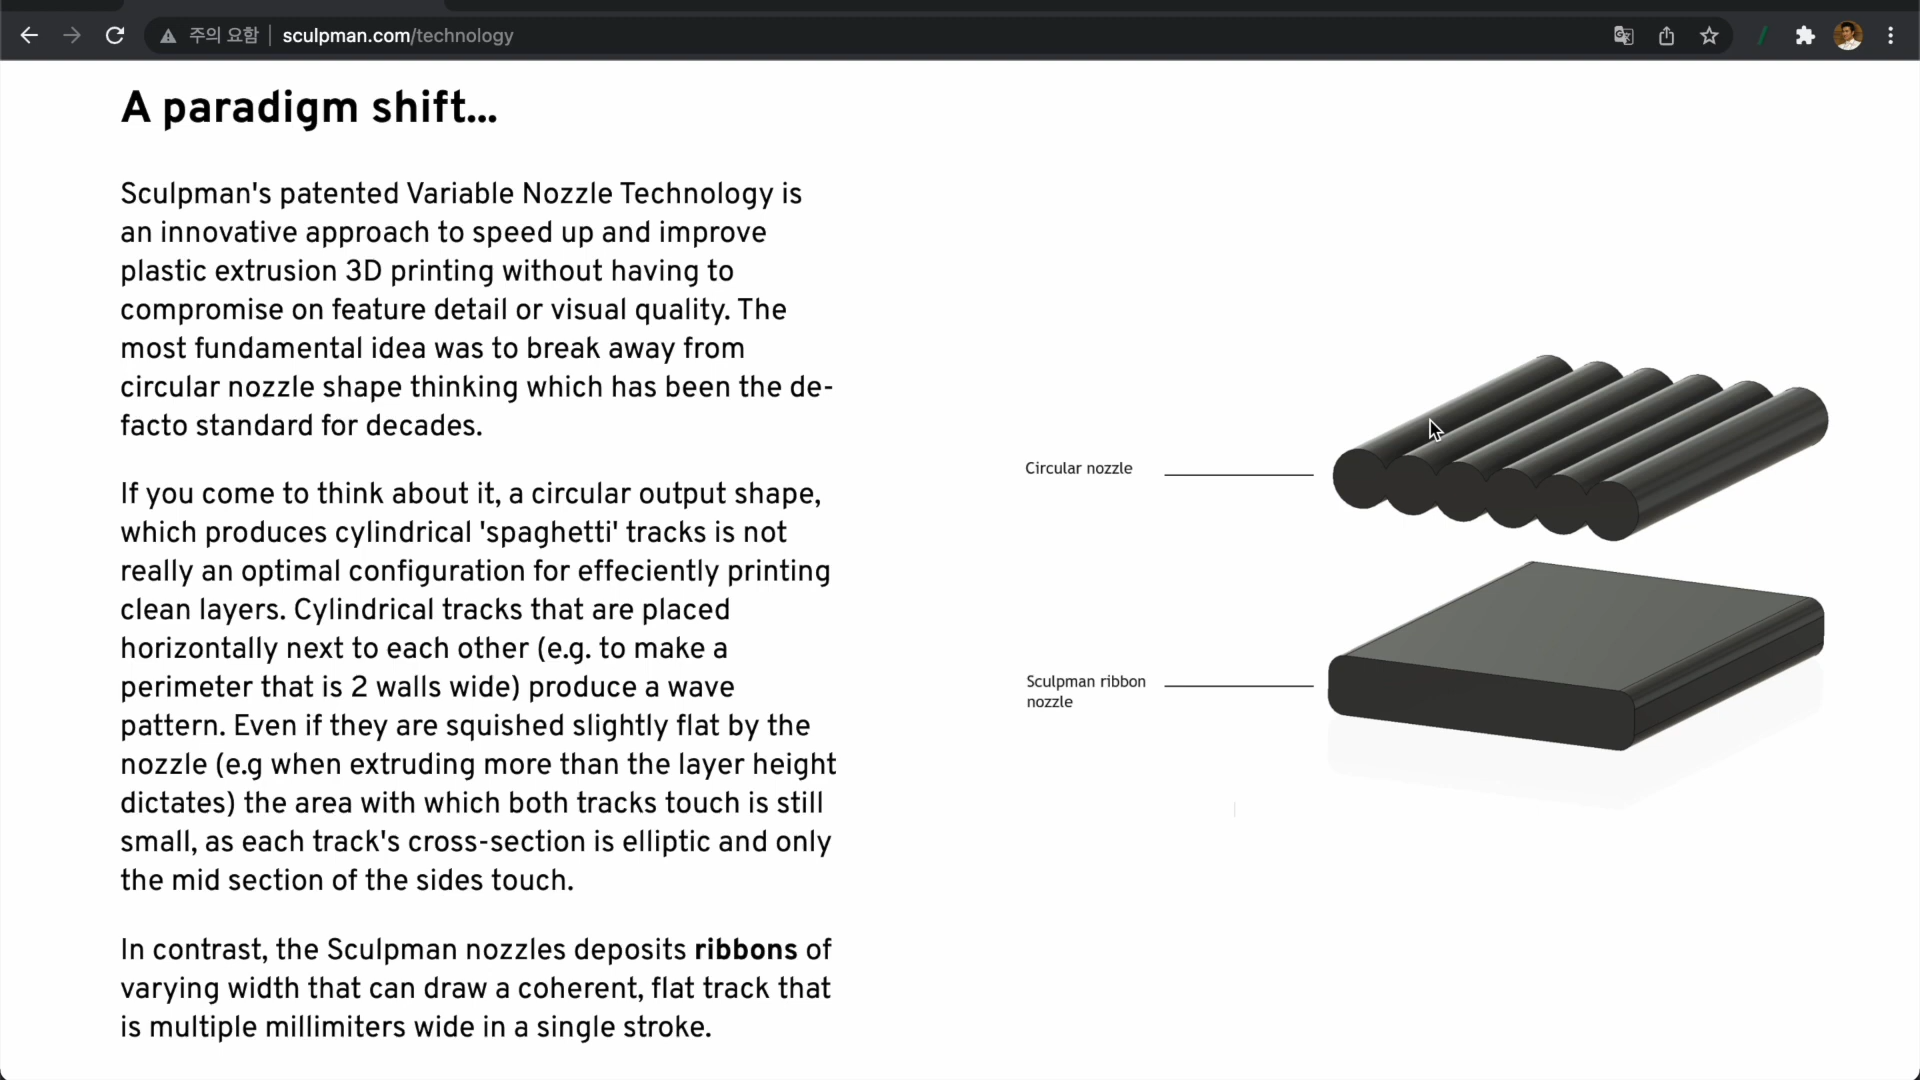 주의 요함
sculpman.com/technology
A paradigm shift...
Sculpman's patented Variable Nozzle Technology is
an innovative approach to speed up and improve
plastic extrusion 3D printing without having to
compromise on feature detail or visual quality. The
most fundamental idea was to break away from
circular nozzle shape thinking which has been the de-
facto standard for decades.
If you come to think about it, a circular output shape,
which produces cylindrical 'spaghetti' tracks is not
really an optimal configuration for effeciently printing
clean layers. Cylindrical tracks that are placed
horizontally next to each other (e.g. to make a
perimeter that is 2 walls wide) produce a wave
pattern. Even if they are squished slightly flat by the
nozzle (e.g when extruding more than the layer height
dictates) the area with which both tracks touch is still
small, as each track's cross-section is elliptic and only
the mid section of the sides touch.
In contrast, the Sculpman nozzles deposits ribbons of
varying width that can draw a coherent, flat track that
is multiple millimiters wide in a single stroke.
Circular nozzle
Sculpman ribbon
nozzle